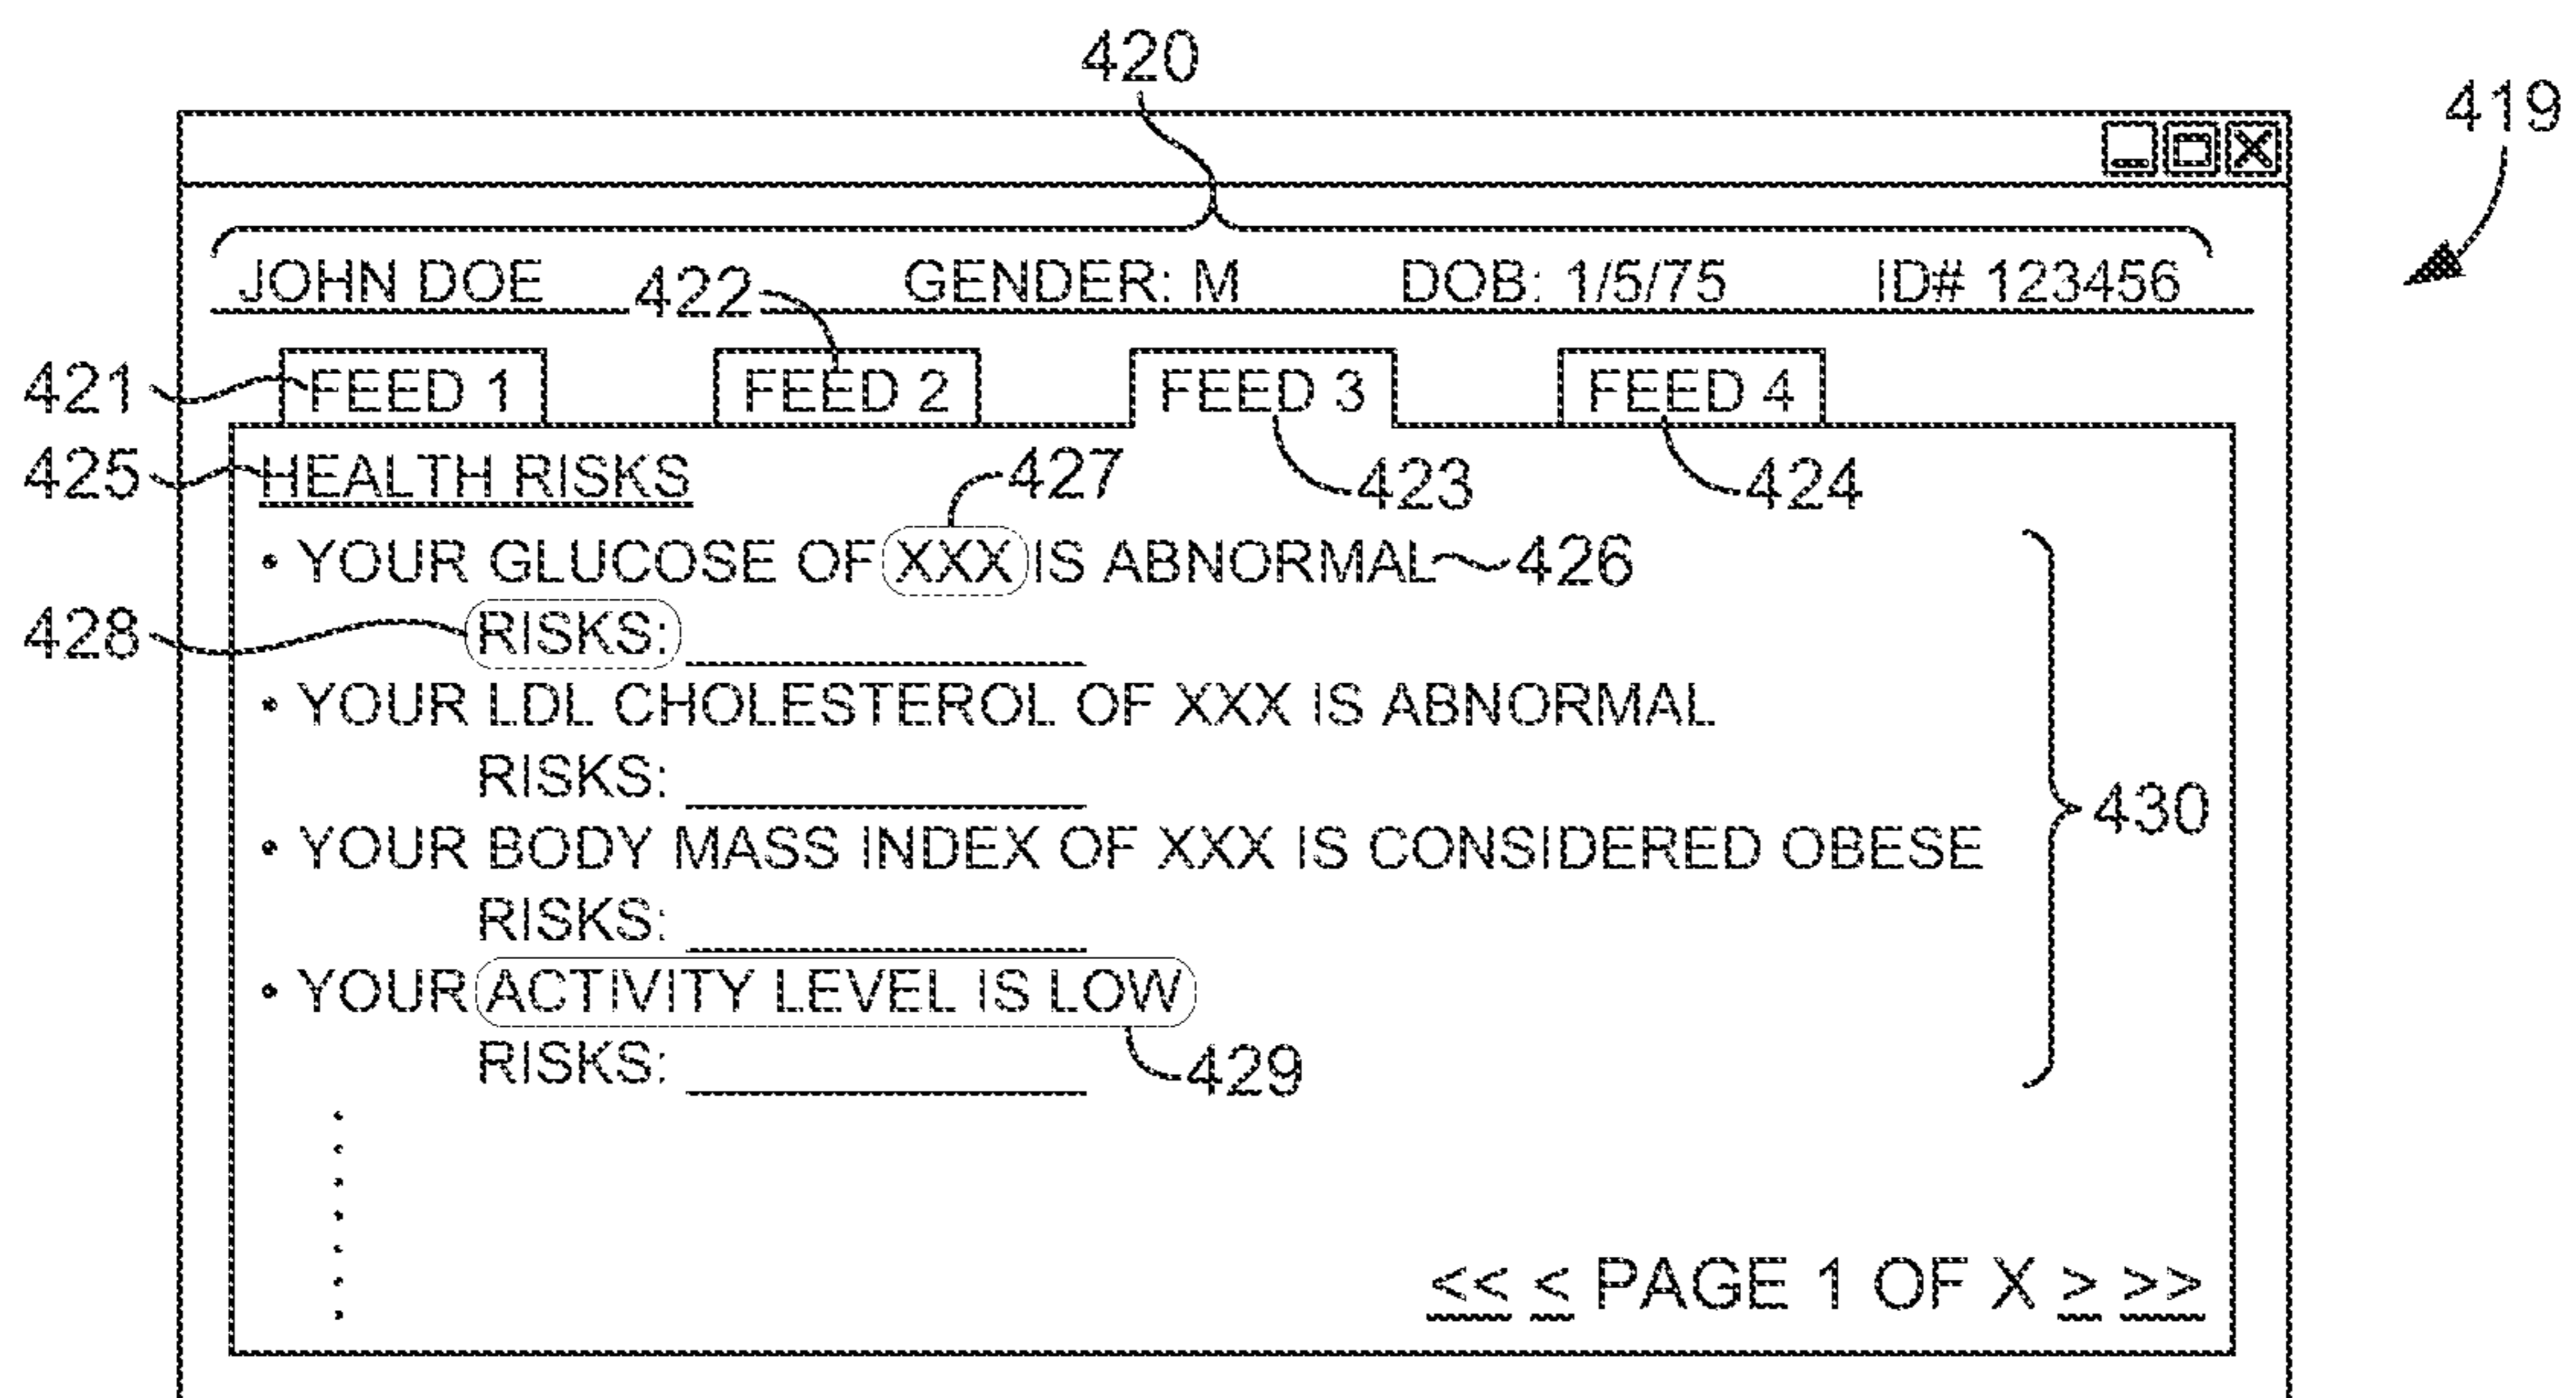 420
419
JOHN DOE 422 GENDER: M DOB: 1/5/75 ID# 123456
421 FEED 1 FEED 2 FEED 3 FEED 4
425 HEALTH RISKS 427 423 424
• YOUR GLUCOSE OF XXX IS ABNORMAL 426
428 RISKS:
• YOUR LDL CHOLESTEROL OF XXX IS ABNORMAL
RISKS:
430
• YOUR BODY MASS INDEX OF XXX IS CONSIDERED OBESE
RISKS:
• YOUR ACTIVITY LEVEL IS LOW
RISKS: 429
<< < PAGE 1 OF X > >>